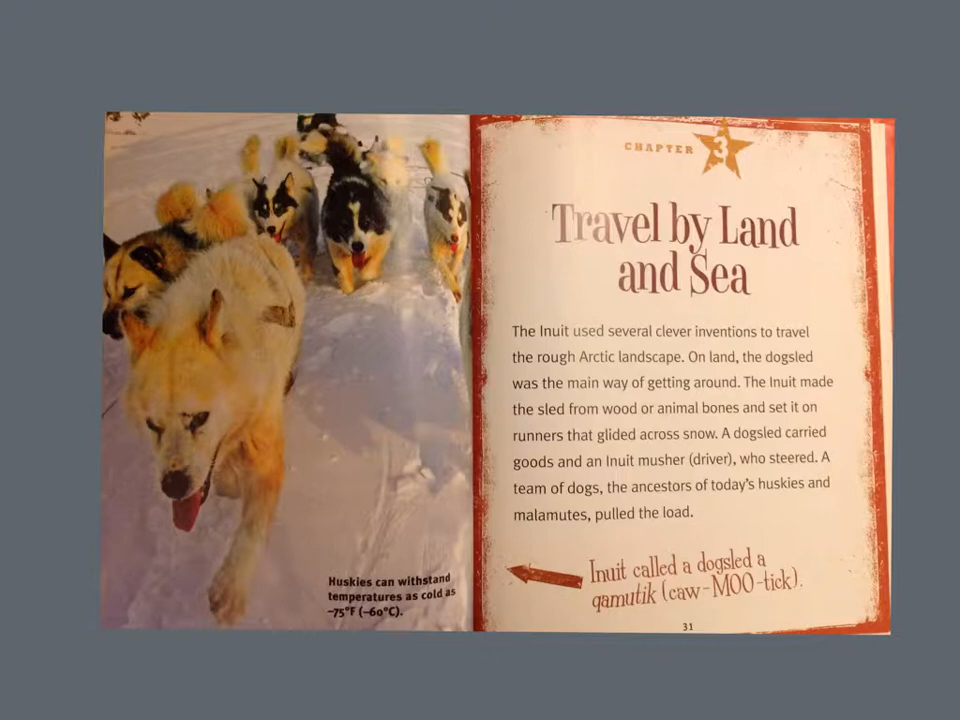 Huskies can withstand
temperatures as cold as
–75°F (–60°C).
CHAPTER 3
Travel by Land
and Sea
The Inuit used several clever inventions to travel
the rough Arctic landscape. On land, the dogsled
was the main way of getting around. The Inuit made
the sled from wood or animal bones and set it on
runners that glided across snow. A dogsled carried
goods and an Inuit musher (driver), who steered. A
team of dogs, the ancestors of today's huskies and
malamutes, pulled the load.
Inuit called a dogsled a
qamutik (caw-MOO-tick).
31